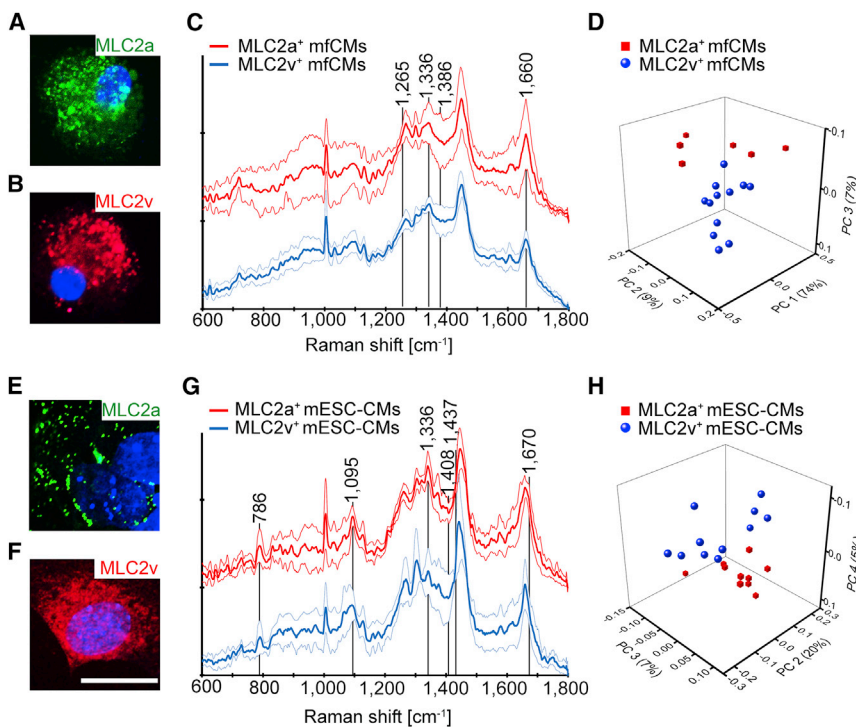 A
MLC2a
B
MLC2v
C
MLC2a+ mfCMs
MLC2v+ mfCMs
1,265
1,336
1,386
1,660
600 800 1,000 1,200 1,400 1,600 1,800
Raman shift [cm-1]
D
MLC2a+ mfCMs
MLC2v+ mfCMs
0.1
0.0
0.1
PC 3 (7%)
-0.2
-0.1
0.0
0.1
0.2
PC 2 (9%)
-0.5
0.0
-0.5
PC 1 (74%)
E
MLC2a
F
MLC2v
G
MLC2a+ mESC-CMs
MLC2v+ mESC-CMs
786
1,095
1,336
1,408
1,437
1,670
600 800 1,000 1,200 1,400 1,600 1,800
Raman shift [cm-1]
H
MLC2a+ mESC-CMs
MLC2v+ mESC-CMs
0.1
0.0
0.1
PC 4 (5%)
-0.15
-0.10
-0.05
0.00
0.05
0.10
PC 3 (7%)
0.3
0.2
0.1
0.0
-0.1
-0.2
-0.3
PC 2 (20%)